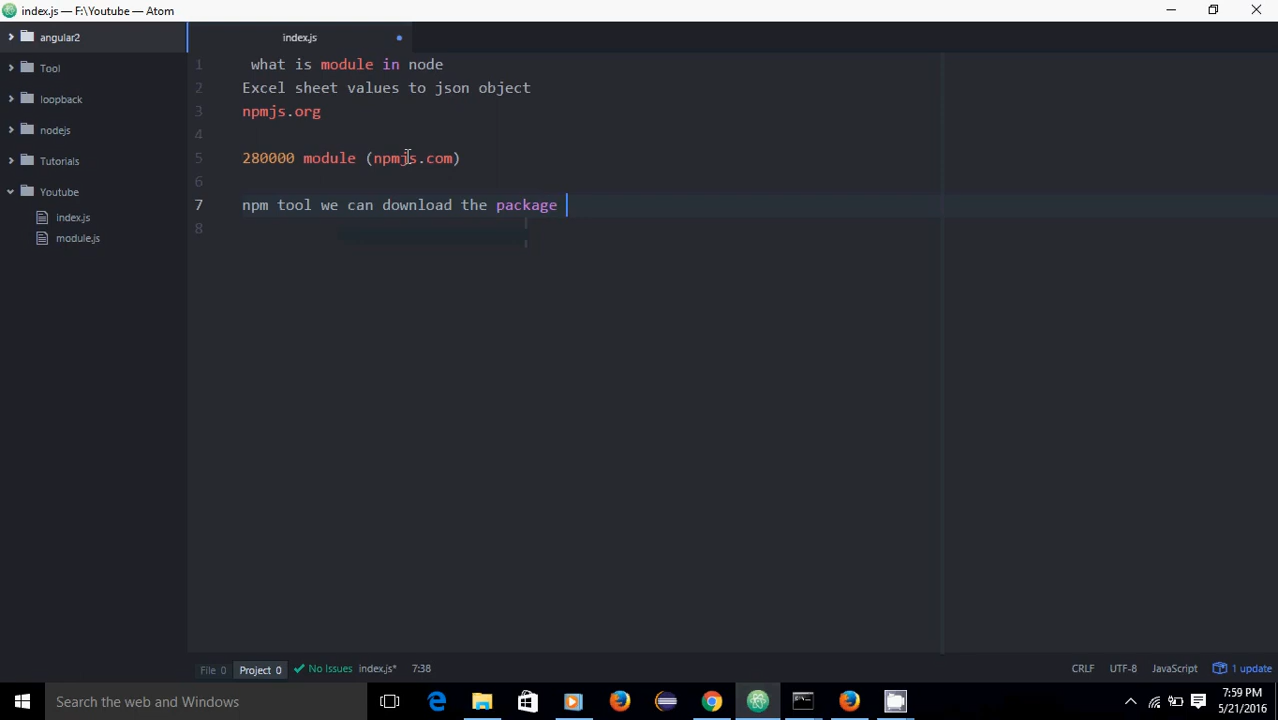 index.js — F:\Youtube — Atom
angular2
Tool
loopback
nodejs
Tutorials
Youtube
index.js
module.js
index.js
1 what is module in node
2 Excel sheet values to json object
3 npmjs.org
4
5 280000 module (npmjs.com)
6
7 npm tool we can download the package
8
File 0 Project 0 No Issues index.js* 7:38 CRLF UTF-8 JavaScript 1 update
Search the web and Windows
7:59 PM
5/21/2016